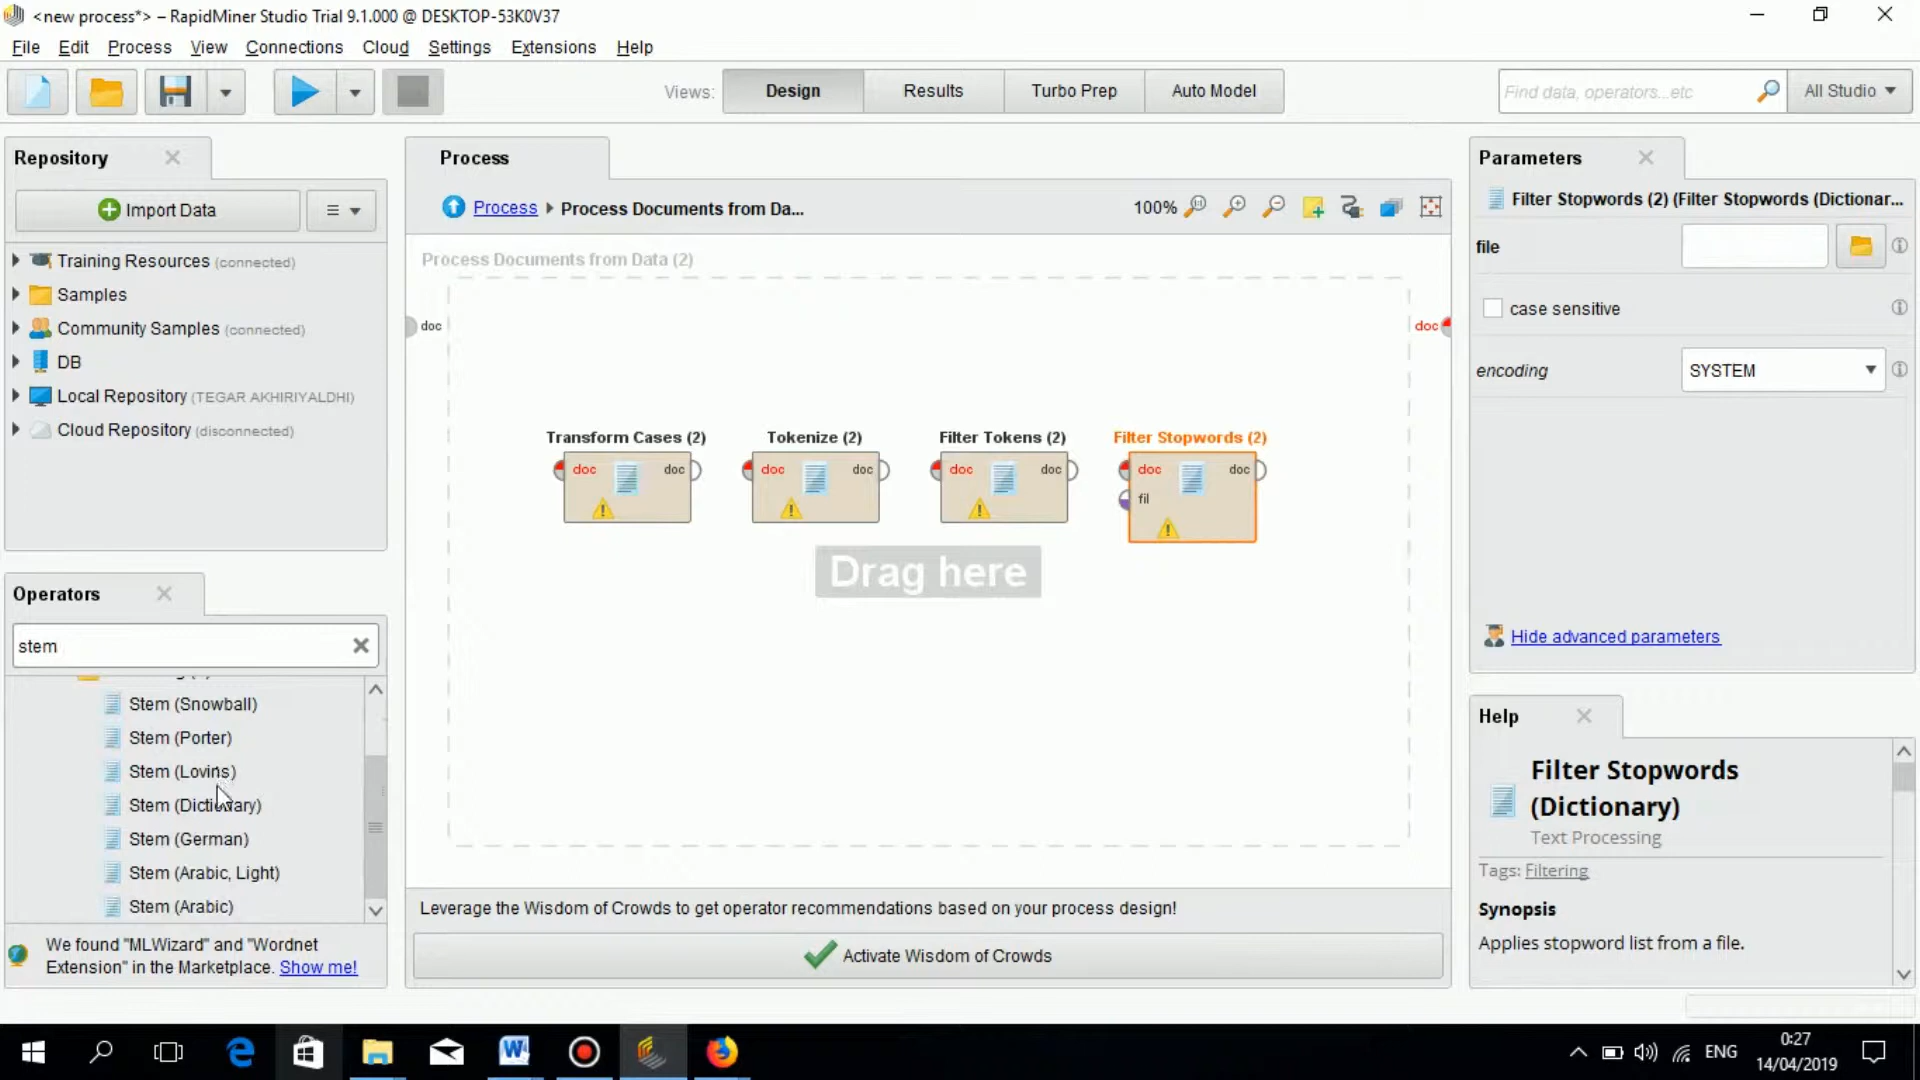 <new process*> – RapidMiner Studio Trial 9.1.000 @ DESKTOP-53K0V37
File Edit Process View Connections Cloud Settings Extensions Help
Views: Design Results Turbo Prep Auto Model
Find data, operators...etc
All Studio
Repository
Import Data
Training Resources (connected)
Samples
Community Samples (connected)
DB
Local Repository (TEGAR AKHIRIYALDHI)
Cloud Repository (disconnected)
Operators
stem
Stem (Snowball)
Stem (Porter)
Stem (Lovins)
Stem (Dictionary)
Stem (German)
Stem (Arabic, Light)
Stem (Arabic)
We found "MLWizard" and "Wordnet
Extension" in the Marketplace. Show me!
Process
Process Process Documents from Da...
100%
Process Documents from Data (2)
doc
doc
Transform Cases (2)
doc doc
Tokenize (2)
doc doc
Filter Tokens (2)
doc doc
Filter Stopwords (2)
doc doc
fil
Drag here
Leverage the Wisdom of Crowds to get operator recommendations based on your process design!
Activate Wisdom of Crowds
Parameters
Filter Stopwords (2) (Filter Stopwords (Dictionar...
file
case sensitive
encoding
SYSTEM
Hide advanced parameters
Help
Filter Stopwords
(Dictionary)
Text Processing
Tags: Filtering
Synopsis
Applies stopword list from a file.
ENG
0:27
14/04/2019